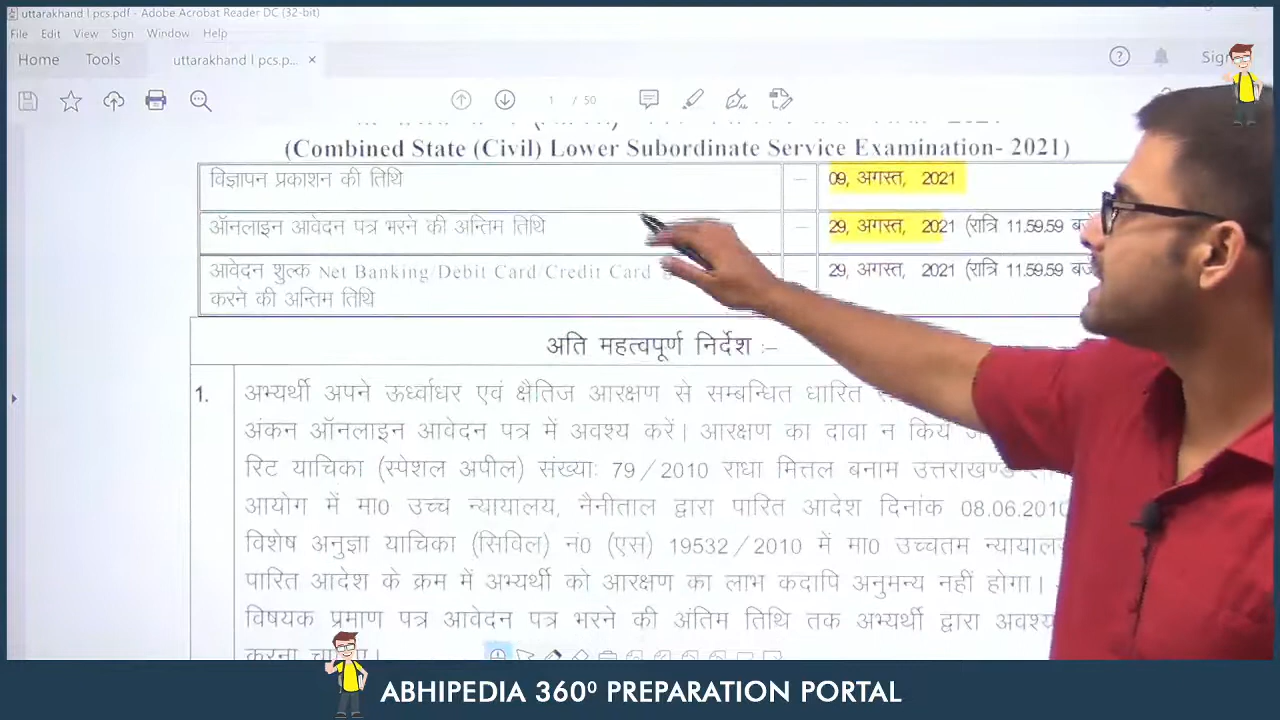 uttarakhand l pcs.pdf - Adobe Acrobat Reader DC (32-bit)
File Edit View Sign Window Help
Home Tools uttarakhand l pcs.p... × Sign
1 / 50
(Combined State (Civil) Lower Subordinate Service Examination- 2021)
विज्ञापन प्रकाशन की तिथि – 09, अगस्त, 2021
ऑनलाइन आवेदन पत्र भरने की अन्तिम तिथि – 29, अगस्त, 2021 (रात्रि 11.59.59 बजे
आवेदन शुल्क Net Banking/Debit Card/Credit Card – 29, अगस्त, 2021 (रात्रि 11.59.59 बजे
करने की अन्तिम तिथि
अति महत्वपूर्ण निर्देश :–
1. अभ्यर्थी अपने ऊर्ध्वाधर एवं क्षैतिज आरक्षण से सम्बन्धित धारित
अंकन ऑनलाइन आवेदन पत्र में अवश्य करें। आरक्षण का दावा न किये
रिट याचिका (स्पेशल अपील) संख्याः 79/2010 राधा मित्तल बनाम उत्तराखण्ड
आयोग में मा0 उच्च न्यायालय, नैनीताल द्वारा पारित आदेश दिनांक 08.06.2010
विशेष अनुज्ञा याचिका (सिविल) नं0 (एस) 19532/2010 में मा0 उच्चतम न्यायालय
पारित आदेश के क्रम में अभ्यर्थी को आरक्षण का लाभ कदापि अनुमन्य नहीं होगा।
विषयक प्रमाण पत्र आवेदन पत्र भरने की अंतिम तिथि तक अभ्यर्थी द्वारा अवश्य
करना
ABHIPEDIA 360⁰ PREPARATION PORTAL